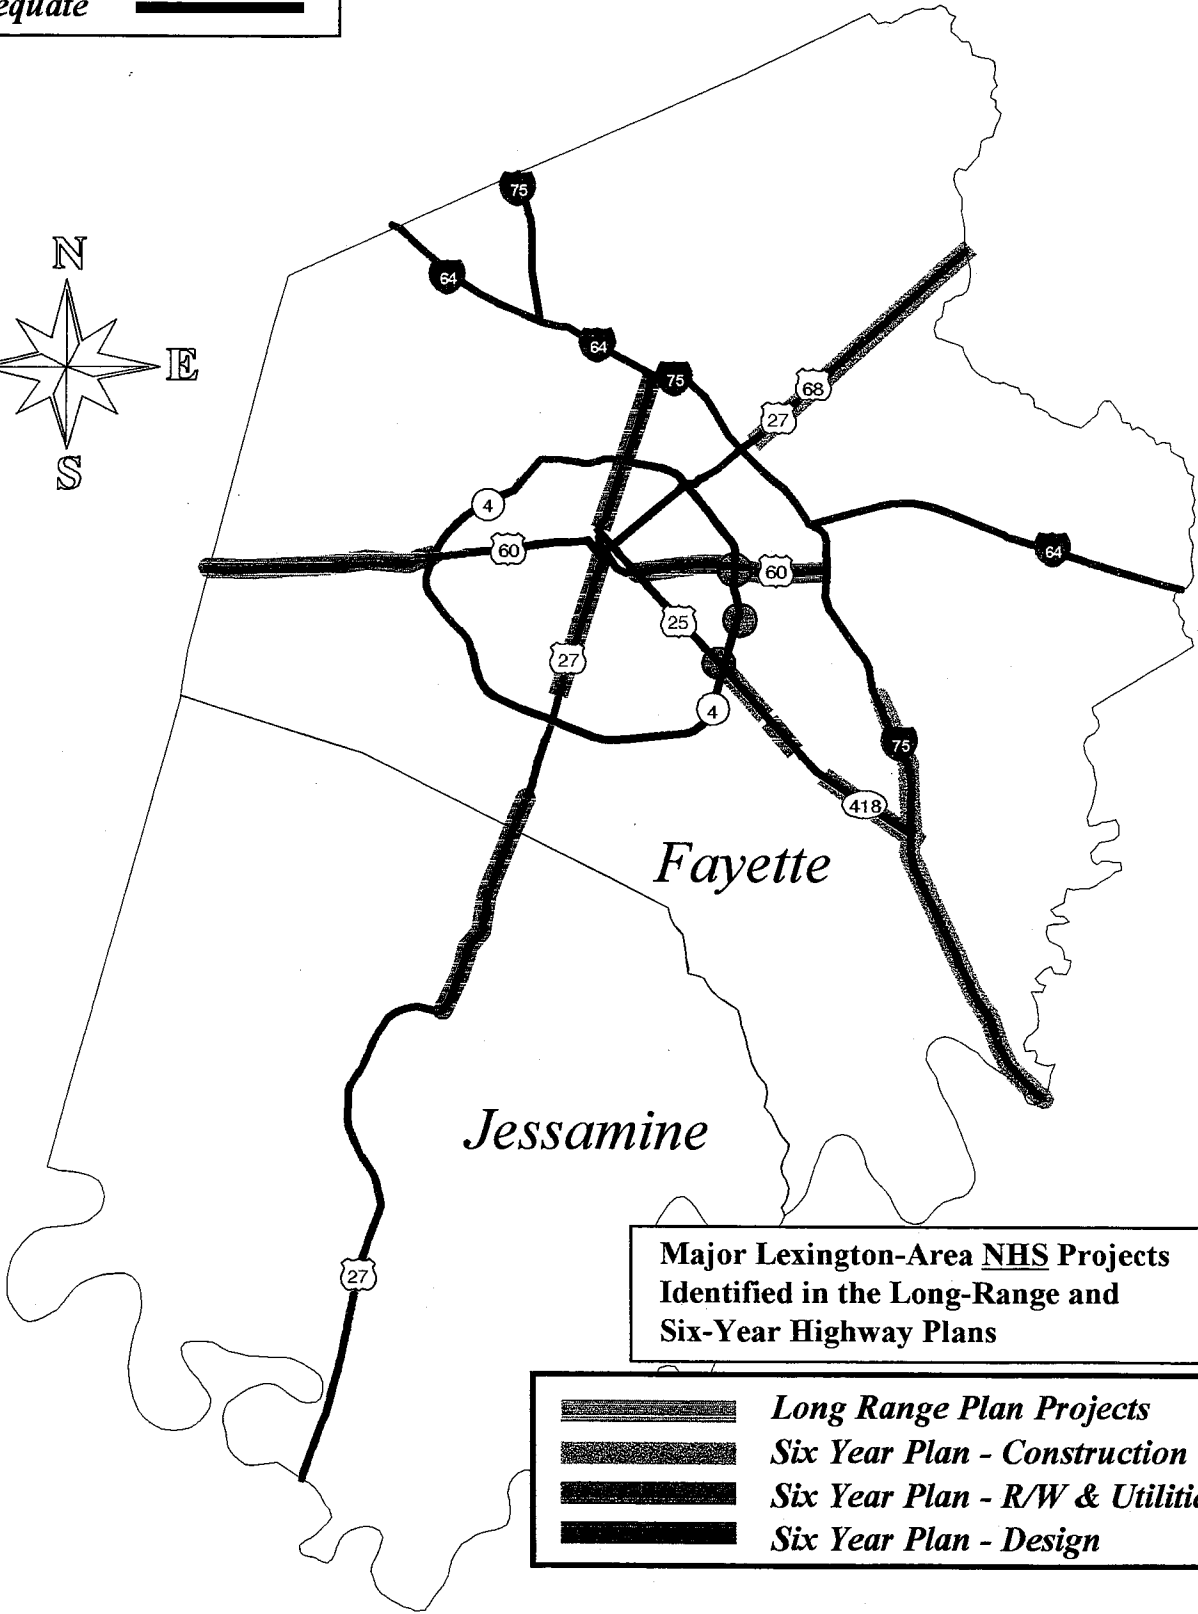 equate
75
N
64
E
64
75
68
27
S
4
60
64
60
25
27
4
75
418
Fayette
Jessamine
27
Major Lexington-Area NHS Projects
Identified in the Long-Range and
Six-Year Highway Plans
Long Range Plan Projects
Six Year Plan - Construction
Six Year Plan - R/W & Utilitie
Six Year Plan - Design